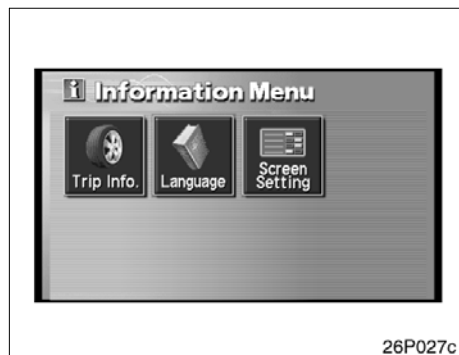 i Information Menu
Trip Info.
Language
Screen
Setting
26P027c